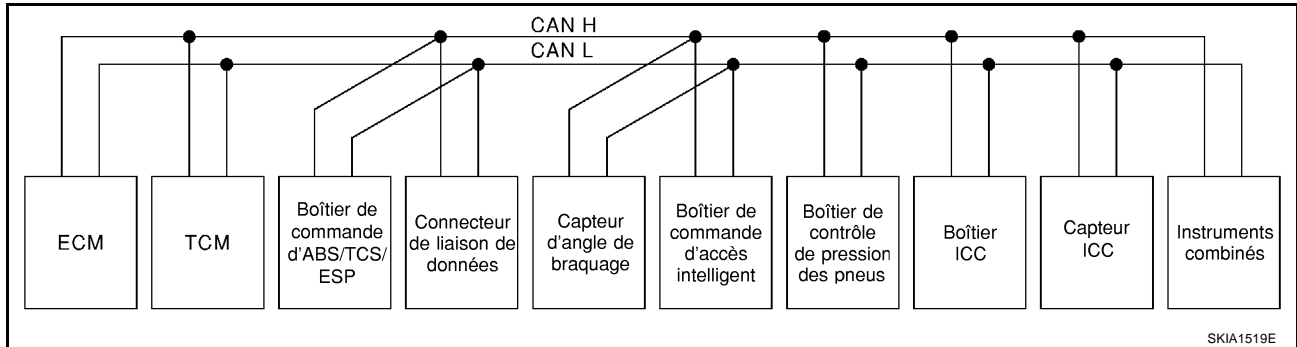 CAN H
CAN L
ECM
TCM
Boîtier de
commande
d'ABS/TCS/
ESP
Connecteur
de liaison de
données
Capteur
d'angle de
braquage
Boîtier de
commande
d'accès
intelligent
Boîtier de
contrôle
de pression
des pneus
Boîtier
ICC
Capteur
ICC
Instruments
combinés
SKIA1519E